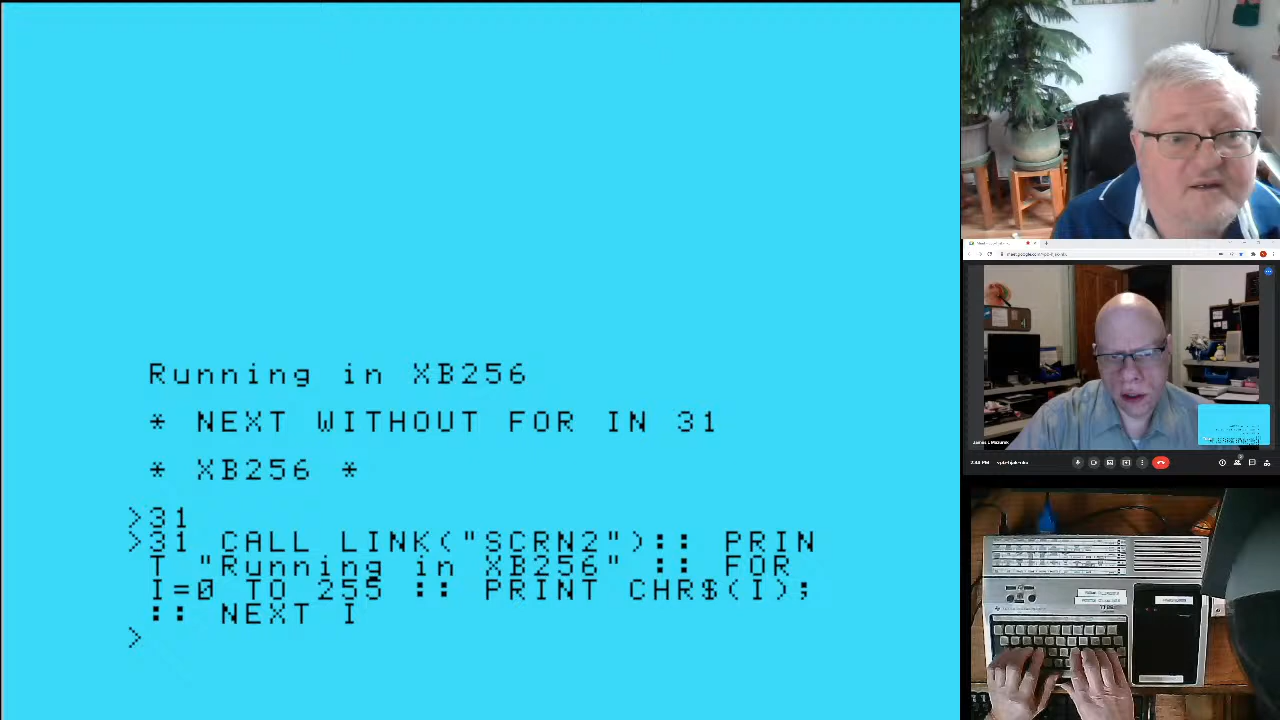 Running in XB256
* NEXT WITHOUT FOR IN 31
* XB256 *
>31
>31 CALL LINK("SCRN2"):: PRIN
T "Running in XB256" :: FOR
I=0 TO 255 :: PRINT CHR$(I);
:: NEXT I
>